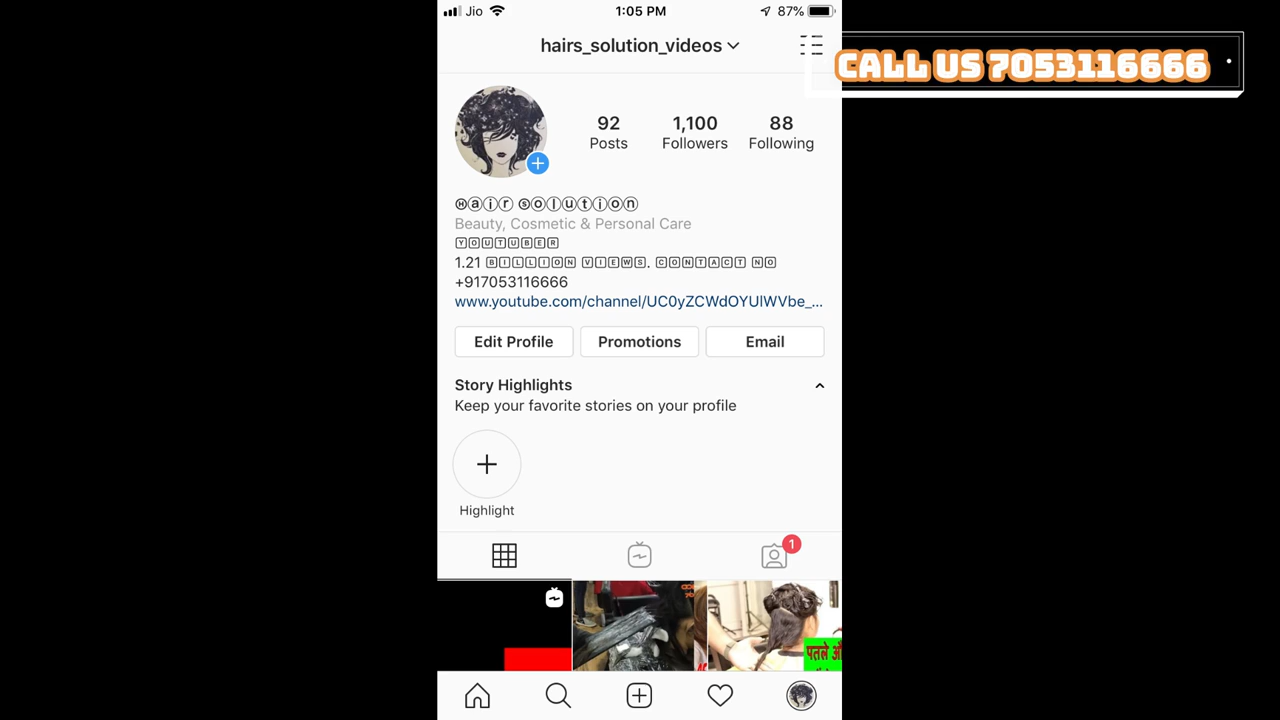 Jio 1:05 PM 87%
hairs_solution_videos
CALL US 7053116666
92 1,100 88
Posts Followers Following
Ⓗⓐⓘⓡ ⓢⓞⓛⓤⓣⓘⓞⓝ
Beauty, Cosmetic & Personal Care
🅈🄾🅄🅃🅄🄱🄴🅁
1.21 🄱🄸🄻🄻🄸🄾🄽 🅅🄸🄴🅆🅂. 🄲🄾🄽🅃🄰🄲🅃 🄽🄾
+917053116666
www.youtube.com/channel/UC0yZCWdOYUlWVbe_...
Edit Profile Promotions Email
Story Highlights
Keep your favorite stories on your profile
Highlight
1
पतले